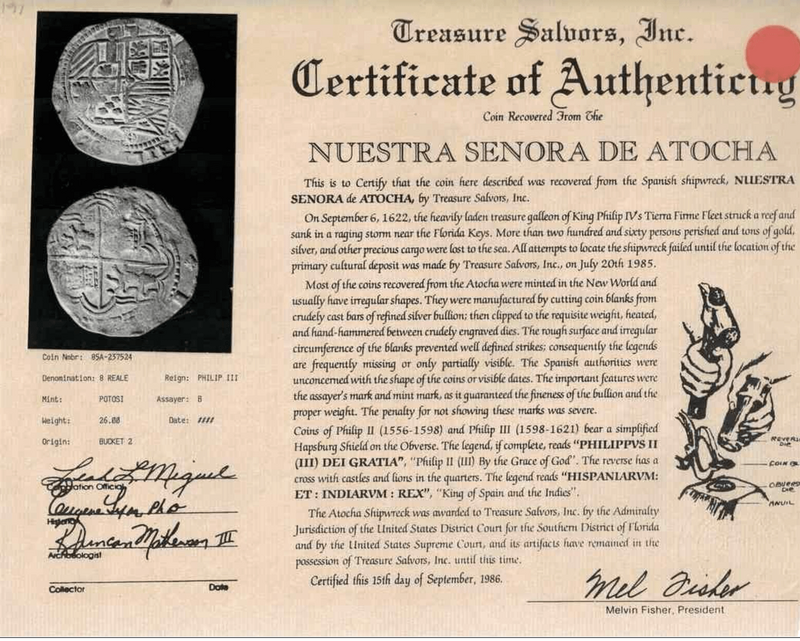 Treasure Salvors, Inc.
Certificate of Authenticity
Coin Recovered From The
NUESTRA SENORA DE ATOCHA
This is to Certify that the coin here described was recovered from the Spanish shipwreck, NUESTRA
SENORA de ATOCHA, by Treasure Salvors, Inc.
On September 6, 1622, the heavily laden treasure galleon of King Philip IV's Tierra Firme Fleet struck a reef and
sank in a raging storm near the Florida Keys. More than two hundred and sixty persons perished and tons of gold,
silver, and other precious cargo were lost to the sea. All attempts to locate the shipwreck failed until the location of the
primary cultural deposit was made by Treasure Salvors, Inc., on July 20th 1985.
Most of the coins recovered from the Atocha were minted in the New World and
usually have irregular shapes. They were manufactured by cutting coin blanks from
crudely cast bars of refined silver bullion; then clipped to the requisite weight, heated,
and hand-hammered between crudely engraved dies. The rough surface and irregular
circumference of the blanks prevented well defined strikes; consequently the legends
are frequently missing or only partially visible. The Spanish authorities were
unconcerned with the shape of the coins or visible dates. The important features were
the assayer's mark and mint mark, as it guaranteed the fineness of the bullion and the
proper weight. The penalty for not showing these marks was severe.
Coins of Philip II (1556-1598) and Philip III (1598-1621) bear a simplified
Hapsburg Shield on the Obverse. The legend, if complete, reads "PHILIPPVS II
(III) DEI GRATIA", "Philip II (III) By the Grace of God". The reverse has a
cross with castles and lions in the quarters. The legend reads "HISPANIARVM:
ET : INDIARVM : REX", "King of Spain and the Indies".
The Atocha Shipwreck was awarded to Treasure Salvors, Inc. by the Admiralty
Jurisdiction of the United States District Court for the Southern District of Florida
and by the United States Supreme Court, and its artifacts have remained in the
possession of Treasure Salvors, Inc. until this time.
Certified this 15th day of September, 1986.
Mel Fisher
Melvin Fisher, President
REVERSE
DIE
COIN
OBVERSE
DIE
ANVIL
Coin Nmbr: 85A-237524
Denomination: 8 REALE Reign: PHILIP III
Mint: POTOSI Assayer: B
Weight: 26.00 Date: ####
Origin: BUCKET 2
Miguel
Official
Eugene Lyon PhD
Historian
R Duncan Mathewson III
Archaeologist
Collector Date